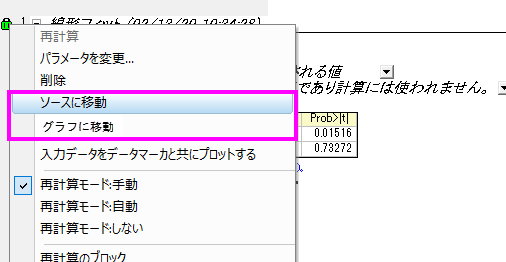 1 線形フィット (02/12/20 10:24:28)
再計算
パラメータを変更...
される値
削除
であり計算には使われません。
ソースに移動
グラフに移動
Prob>|t|
0.01516
0.73272
入力データをデータマーカと共にプロットする
再計算モード:手動
再計算モード:自動
再計算モード:しない
再計算のブロック